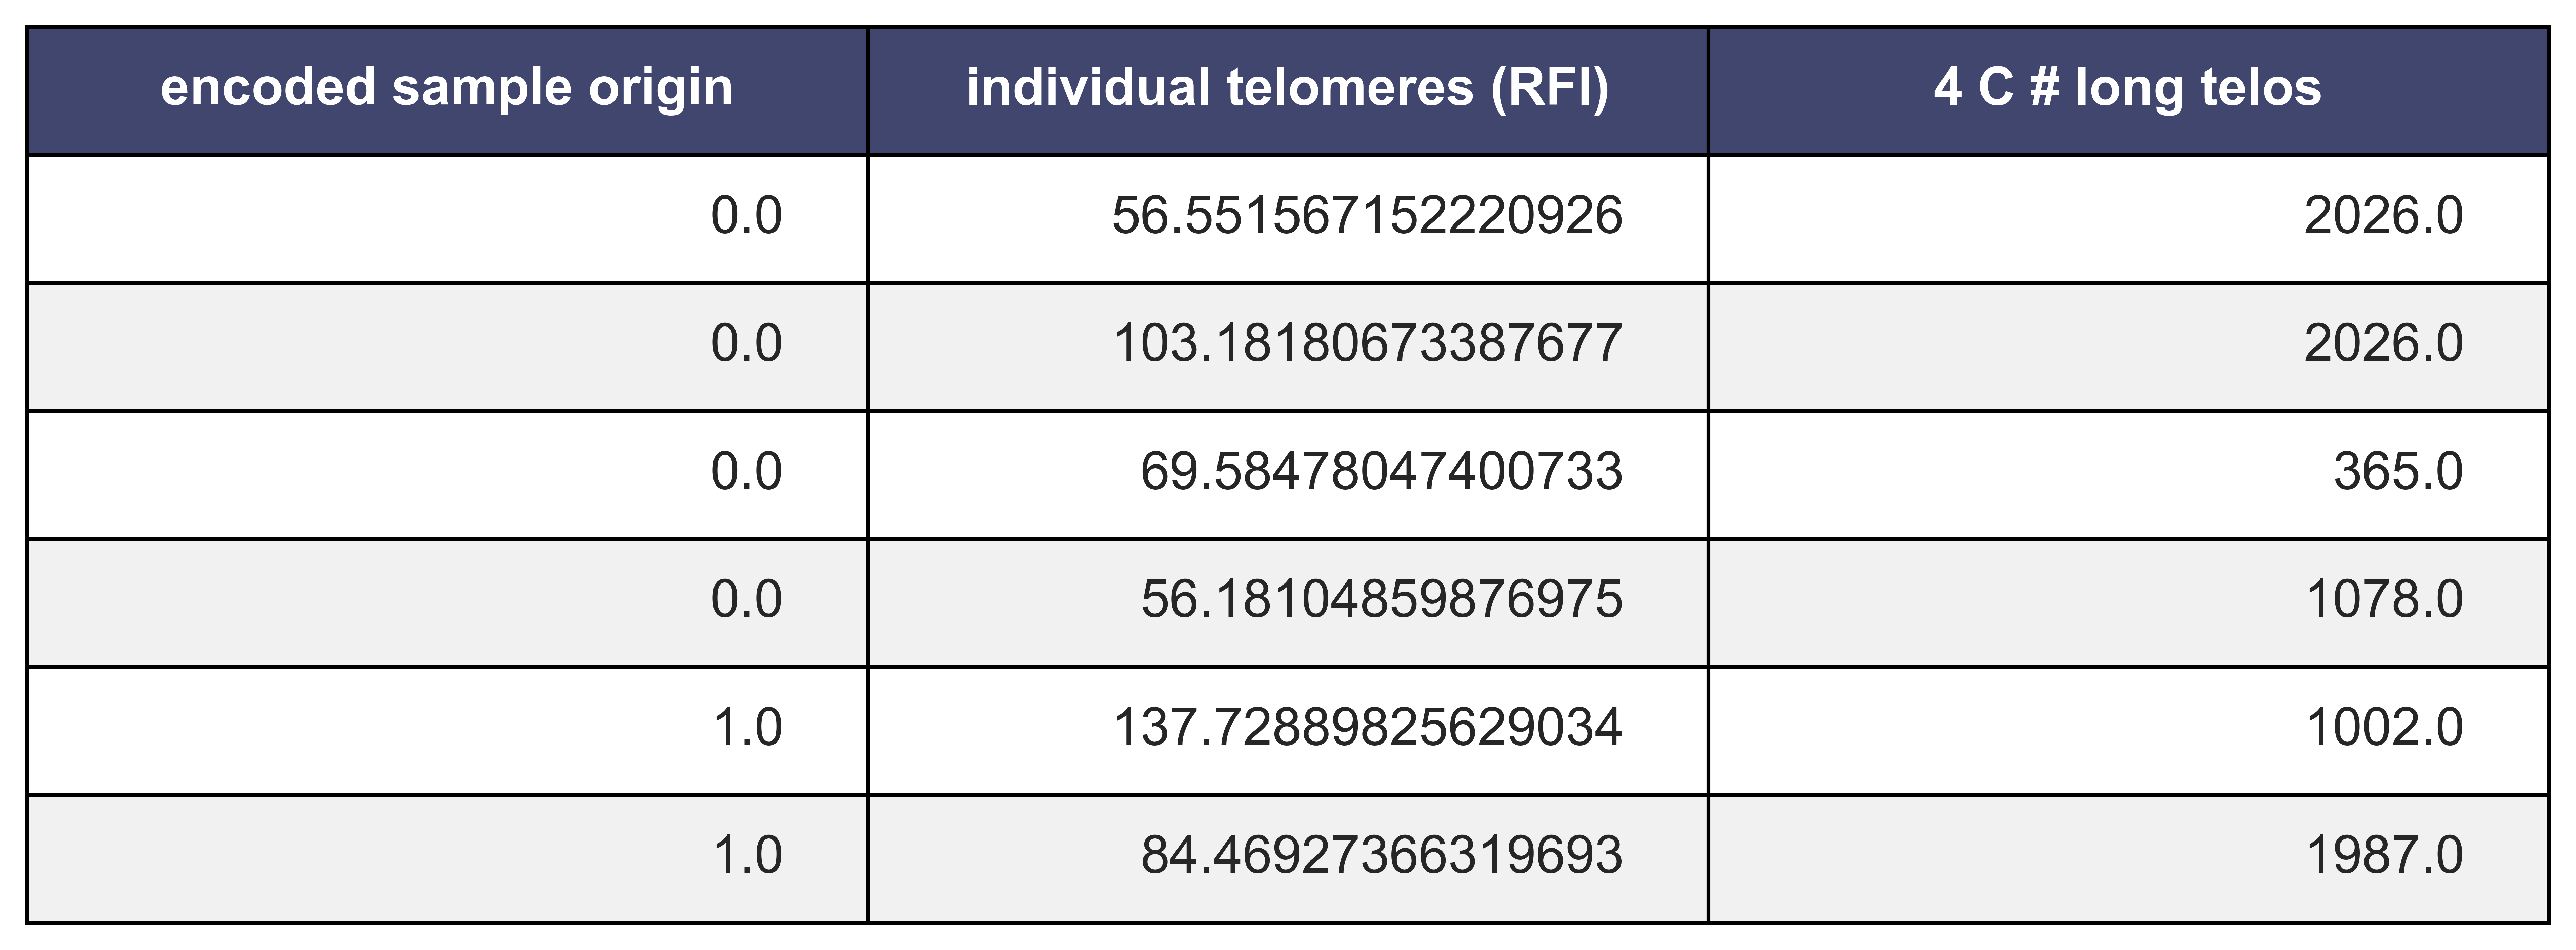 encoded sample origin individual telomeres (RFI) 4 C # long telos
0.0 56.5515671522209​26 2026.0
0.0 103.18180673387677 2026.0
0.0 69.58478047400733 365.0
0.0 56.18104859876975 1078.0
1.0 137.72889825629034 1002.0
1.0 84.46927366319693 1987.0